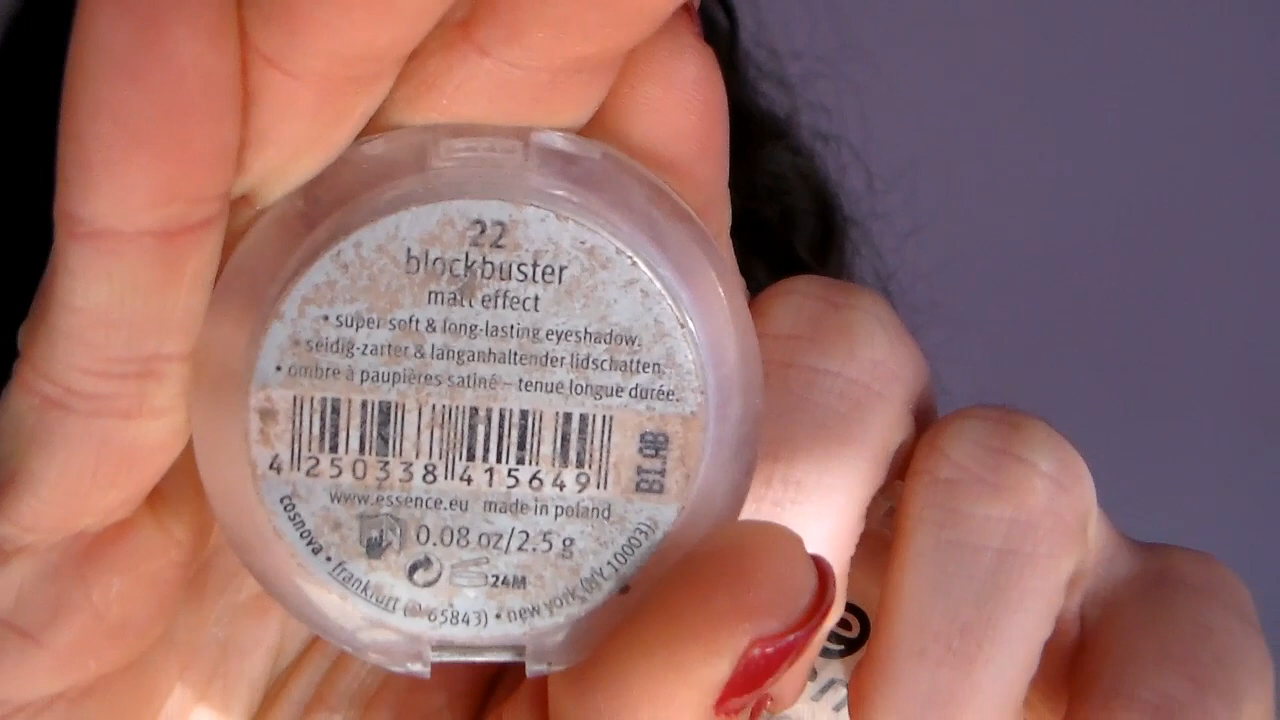 22
blockbuster
matt effect
• super soft & long-lasting eyeshadow.
• seidig-zarter & langanhaltender lidschatten.
• ombre à paupières satiné – tenue longue durée.
4 250338 415649
www.essence.eu made in poland
0.08 oz/2.5 g
24M
cosnova • frankfurt (D 65843) • new york (NY 10003)